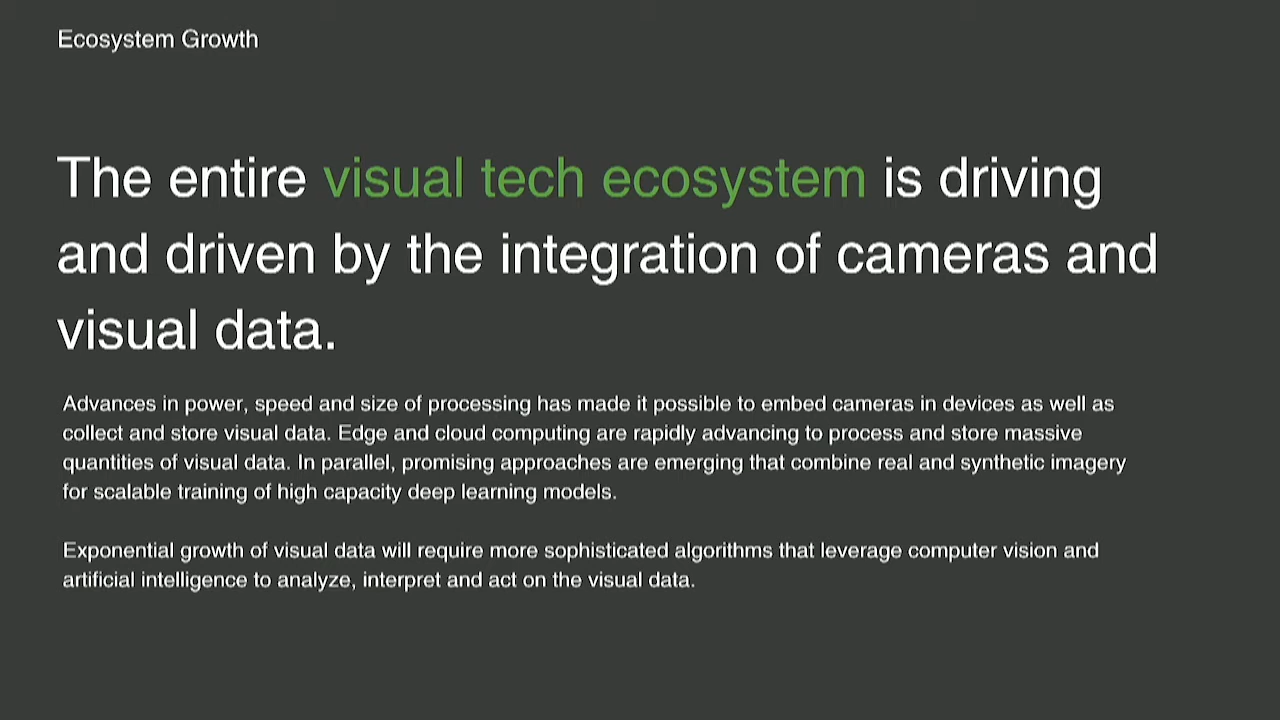 Ecosystem Growth
The entire visual tech ecosystem is driving
and driven by the integration of cameras and
visual data.
Advances in power, speed and size of processing has made it possible to embed cameras in devices as well as
collect and store visual data. Edge and cloud computing are rapidly advancing to process and store massive
quantities of visual data. In parallel, promising approaches are emerging that combine real and synthetic imagery
for scalable training of high capacity deep learning models.
Exponential growth of visual data will require more sophisticated algorithms that leverage computer vision and
artificial intelligence to analyze, interpret and act on the visual data.